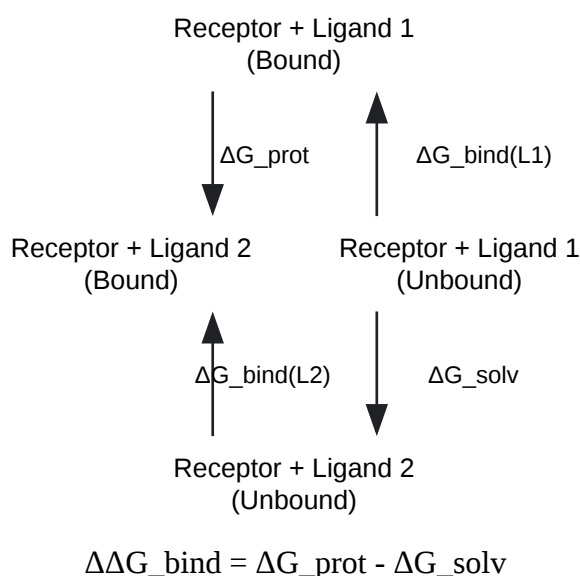 Receptor + Ligand 1
(Bound)
ΔG_prot
ΔG_bind(L1)
Receptor + Ligand 2
(Bound)
Receptor + Ligand 1
(Unbound)
ΔG_bind(L2)
ΔG_solv
Receptor + Ligand 2
(Unbound)
ΔΔG_bind = ΔG_prot - ΔG_solv